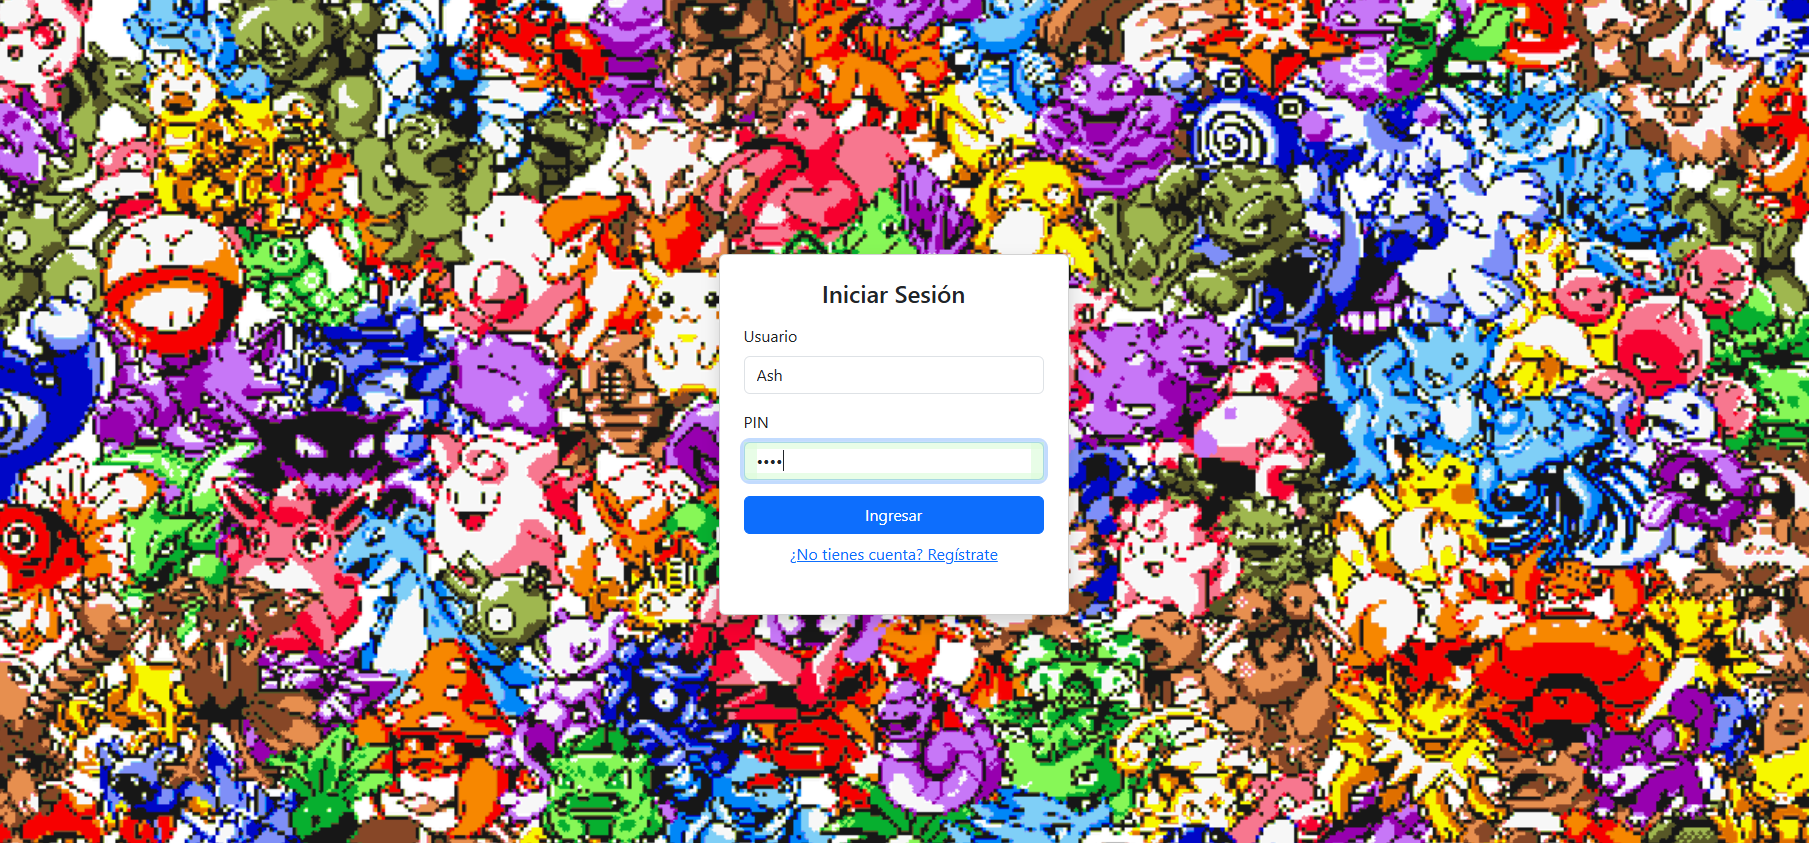 Iniciar Sesión
Usuario
Ash
PIN
••••
Ingresar
¿No tienes cuenta? Regístrate